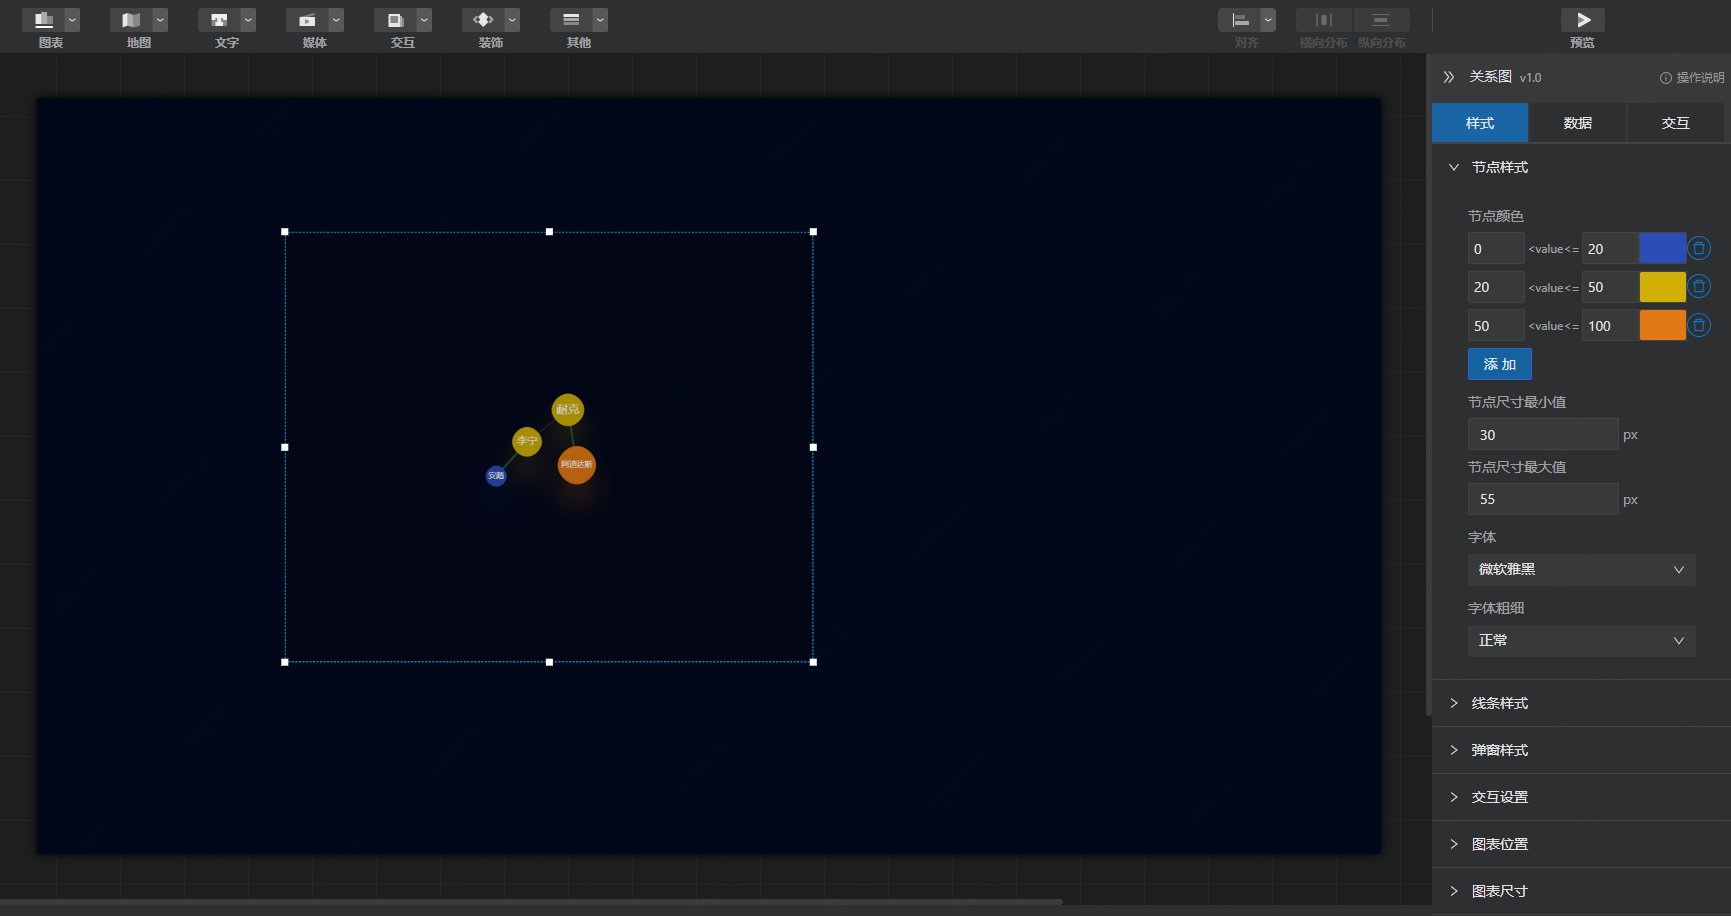 图表 地图 文字 媒体 交互 装饰 其他 对齐 横向分布 纵向分布 预览
关系图 v1.0 操作说明
样式 数据 交互
节点样式
节点颜色
0 <value<= 20
20 <value<= 50
50 <value<= 100
添 加
节点尺寸最小值
30 px
节点尺寸最大值
55 px
字体
微软雅黑
字体粗细
正常
线条样式
弹窗样式
交互设置
图表位置
图表尺寸
耐克
李宁
阿迪达斯
安踏